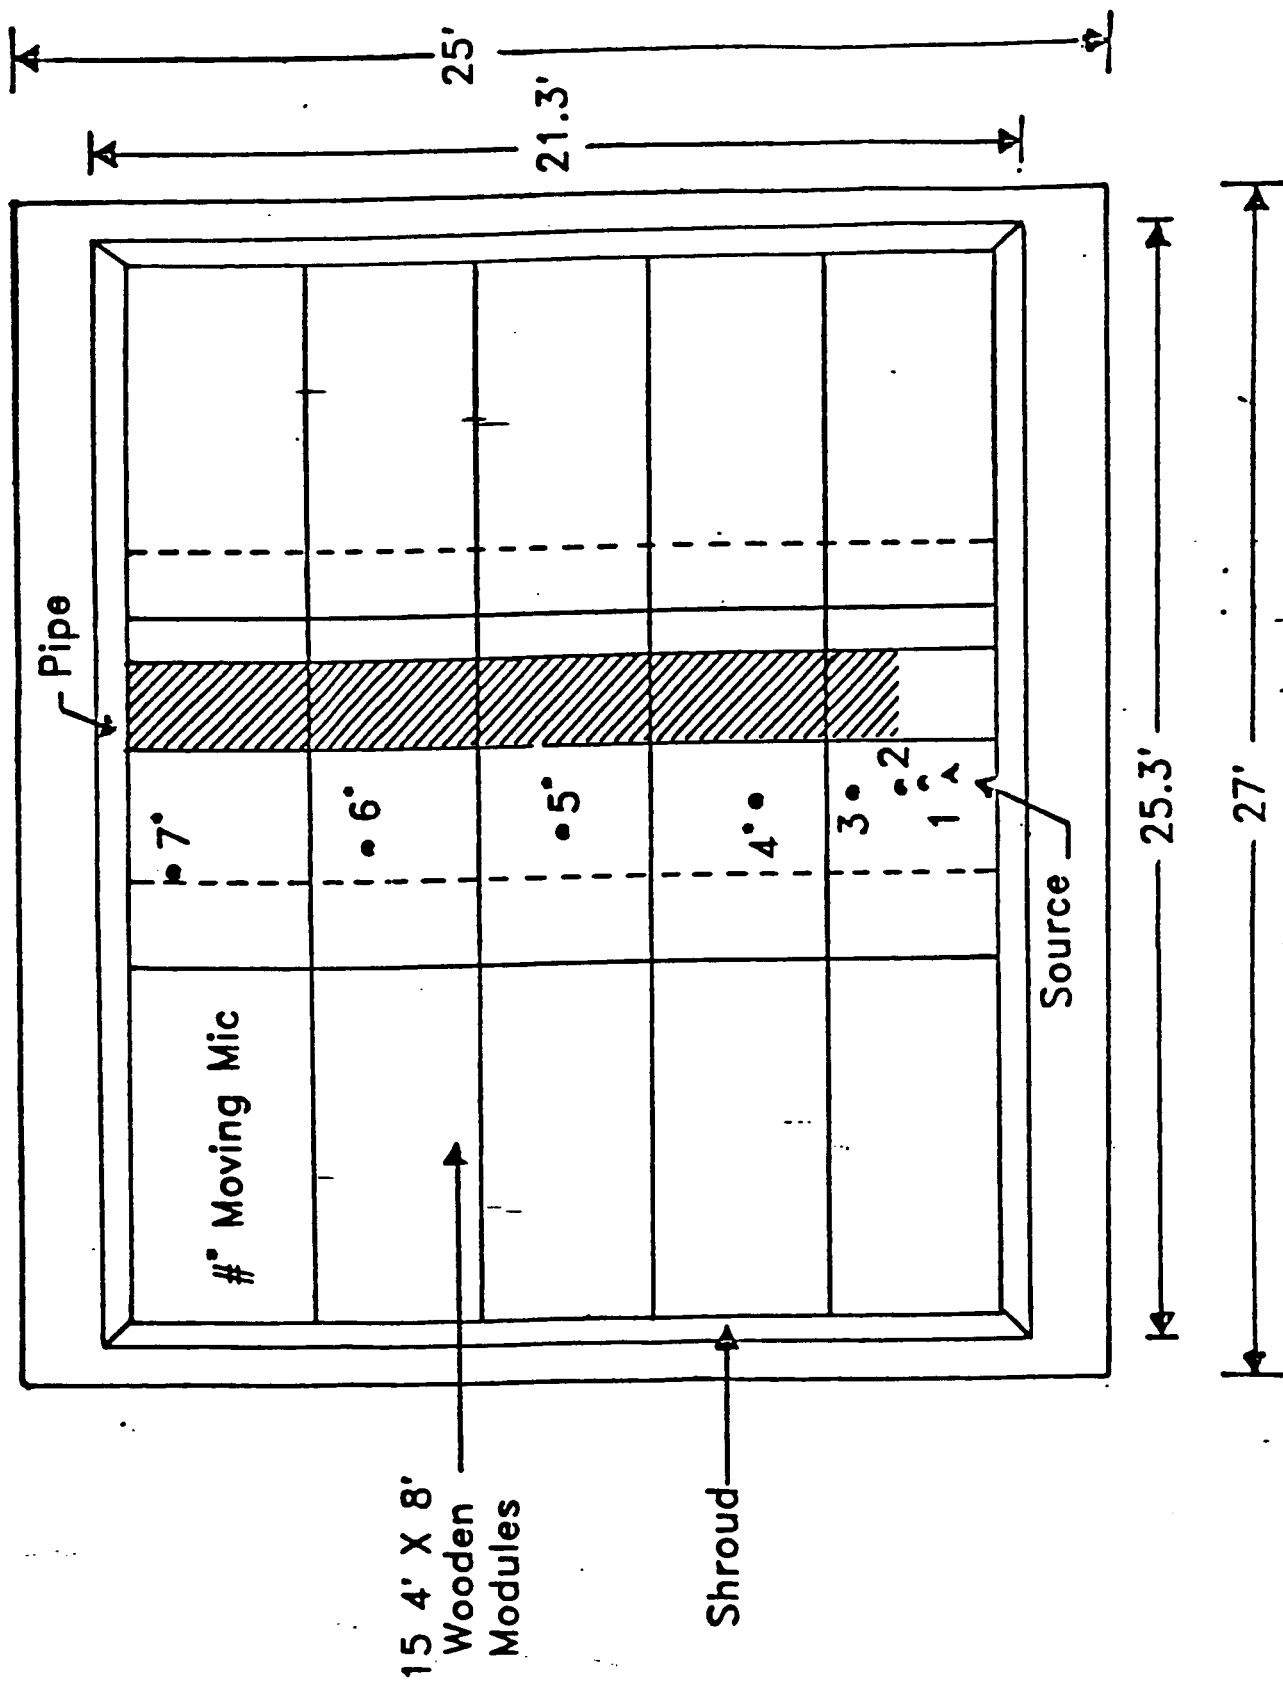 25'
21.3'
Pipe
7°
6°
5°
4°
3
2
1
#° Moving Mic
Source
25.3'
27'
15 4' X 8'
Wooden
Modules
Shroud